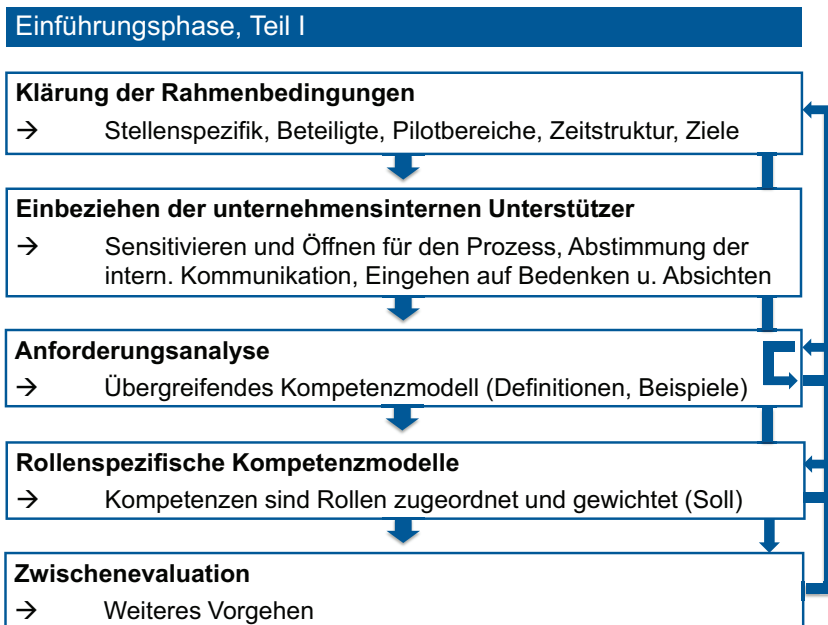 Einführungsphase, Teil I
Klärung der Rahmenbedingungen
→ Stellenspezifik, Beteiligte, Pilotbereiche, Zeitstruktur, Ziele
Einbeziehen der unternehmensinternen Unterstützer
→ Sensitivieren und Öffnen für den Prozess, Abstimmung der
intern. Kommunikation, Eingehen auf Bedenken u. Absichten
Anforderungsanalyse
→ Übergreifendes Kompetenzmodell (Definitionen, Beispiele)
Rollenspezifische Kompetenzmodelle
→ Kompetenzen sind Rollen zugeordnet und gewichtet (Soll)
Zwischenevaluation
→ Weiteres Vorgehen